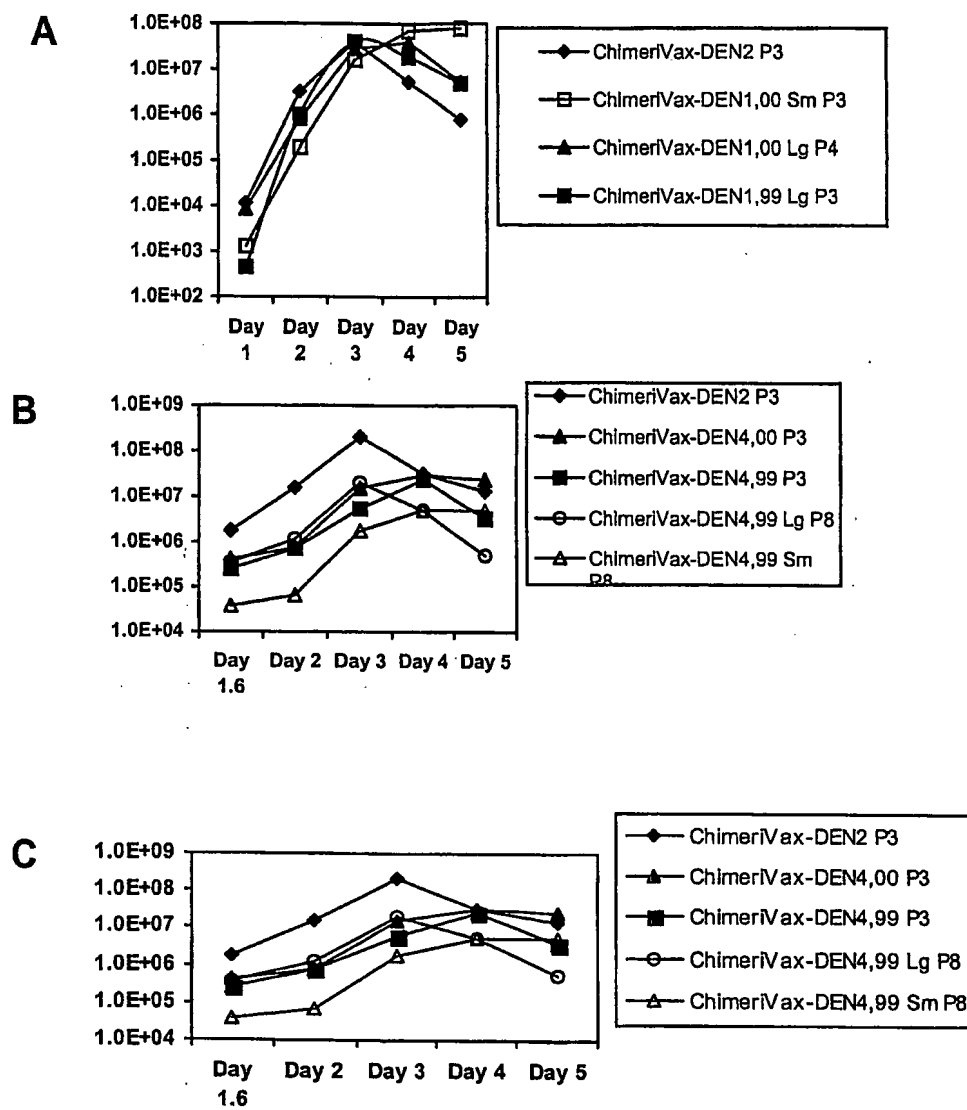 A
1.0E+08
1.0E+07
1.0E+06
1.0E+05
1.0E+04
1.0E+03
1.0E+02
Day 1
Day 2
Day 3
Day 4
Day 5
ChimeriVax-DEN2 P3
ChimeriVax-DEN1,00 Sm P3
ChimeriVax-DEN1,00 Lg P4
ChimeriVax-DEN1,99 Lg P3
B
1.0E+09
1.0E+08
1.0E+07
1.0E+06
1.0E+05
1.0E+04
Day 1.6
Day 2
Day 3
Day 4
Day 5
ChimeriVax-DEN2 P3
ChimeriVax-DEN4,00 P3
ChimeriVax-DEN4,99 P3
ChimeriVax-DEN4,99 Lg P8
ChimeriVax-DEN4,99 Sm
P8
C
1.0E+09
1.0E+08
1.0E+07
1.0E+06
1.0E+05
1.0E+04
Day 1.6
Day 2
Day 3
Day 4
Day 5
ChimeriVax-DEN2 P3
ChimeriVax-DEN4,00 P3
ChimeriVax-DEN4,99 P3
ChimeriVax-DEN4,99 Lg P8
ChimeriVax-DEN4,99 Sm P8